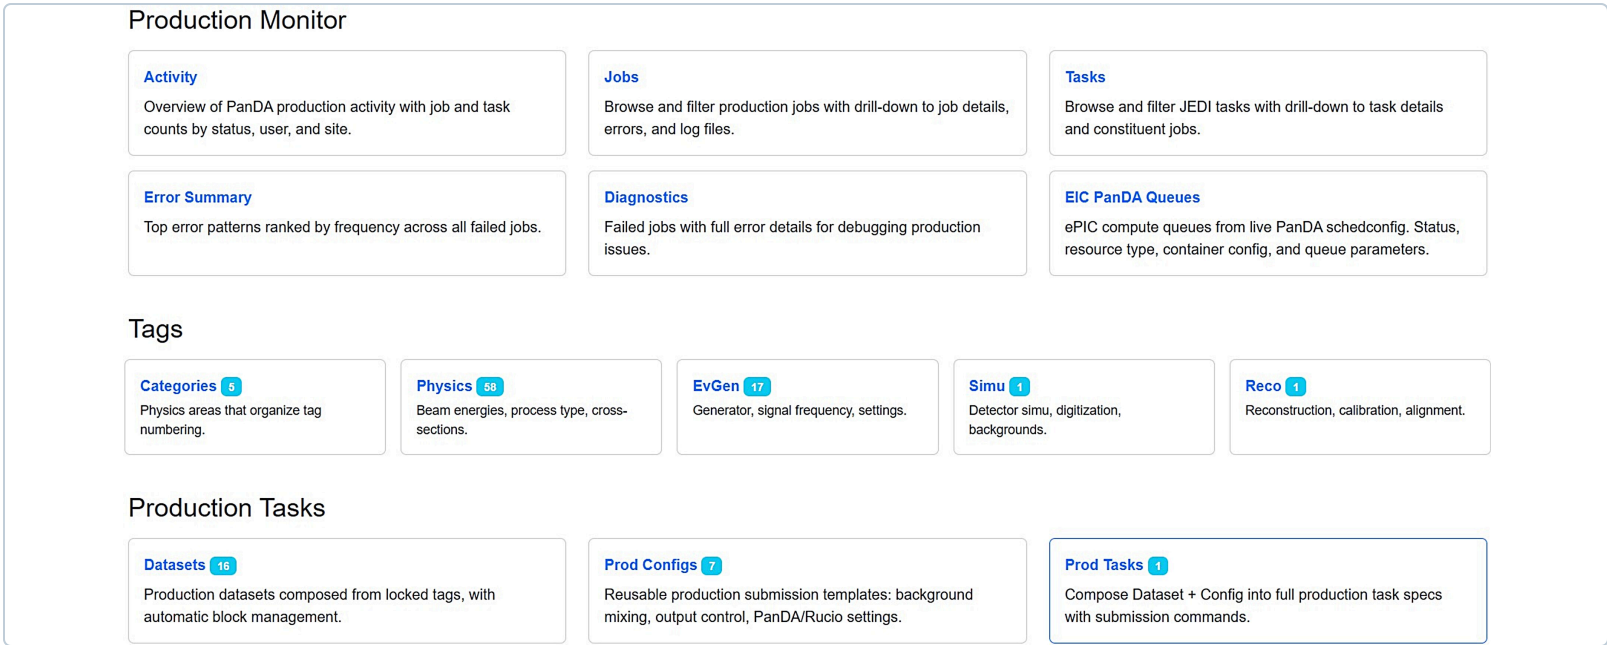 Production Monitor
Activity
Overview of PanDA production activity with job and task
counts by status, user, and site.
Jobs
Browse and filter production jobs with drill-down to job details,
errors, and log files.
Tasks
Browse and filter JEDI tasks with drill-down to task details
and constituent jobs.
Error Summary
Top error patterns ranked by frequency across all failed jobs.
Diagnostics
Failed jobs with full error details for debugging production
issues.
EIC PanDA Queues
ePIC compute queues from live PanDA schedconfig. Status,
resource type, container config, and queue parameters.
Tags
Categories 5
Physics areas that organize tag
numbering.
Physics 58
Beam energies, process type, cross-
sections.
EvGen 17
Generator, signal frequency, settings.
Simu 1
Detector simu, digitization,
backgrounds.
Reco 1
Reconstruction, calibration, alignment.
Production Tasks
Datasets 16
Production datasets composed from locked tags, with
automatic block management.
Prod Configs 7
Reusable production submission templates: background
mixing, output control, PanDA/Rucio settings.
Prod Tasks 1
Compose Dataset + Config into full production task specs
with submission commands.